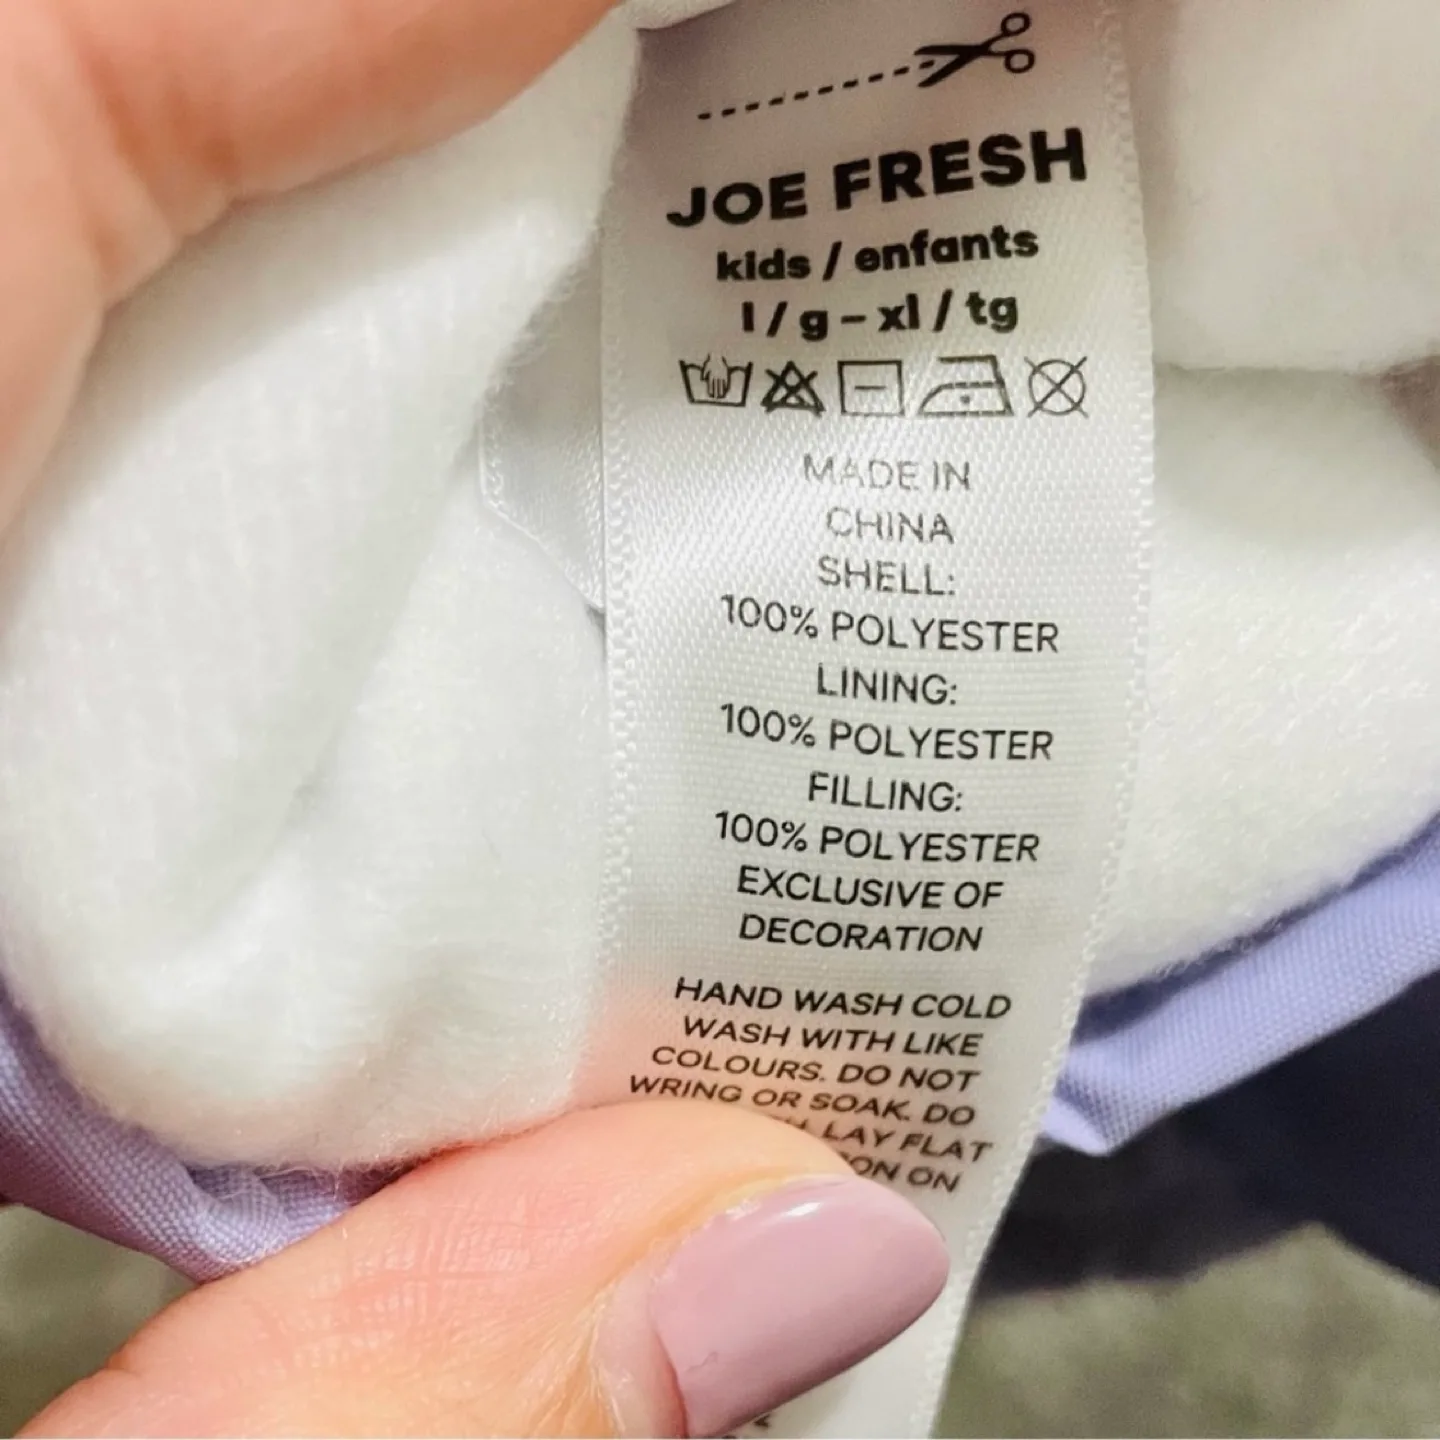 JOE FRESH
kids / enfants
l / g – xl / tg
MADE IN
CHINA
SHELL:
100% POLYESTER
LINING:
100% POLYESTER
FILLING:
100% POLYESTER
EXCLUSIVE OF
DECORATION
HAND WASH COLD
WASH WITH LIKE
COLOURS. DO NOT
WRING OR SOAK. DO
LAY FLAT
ON